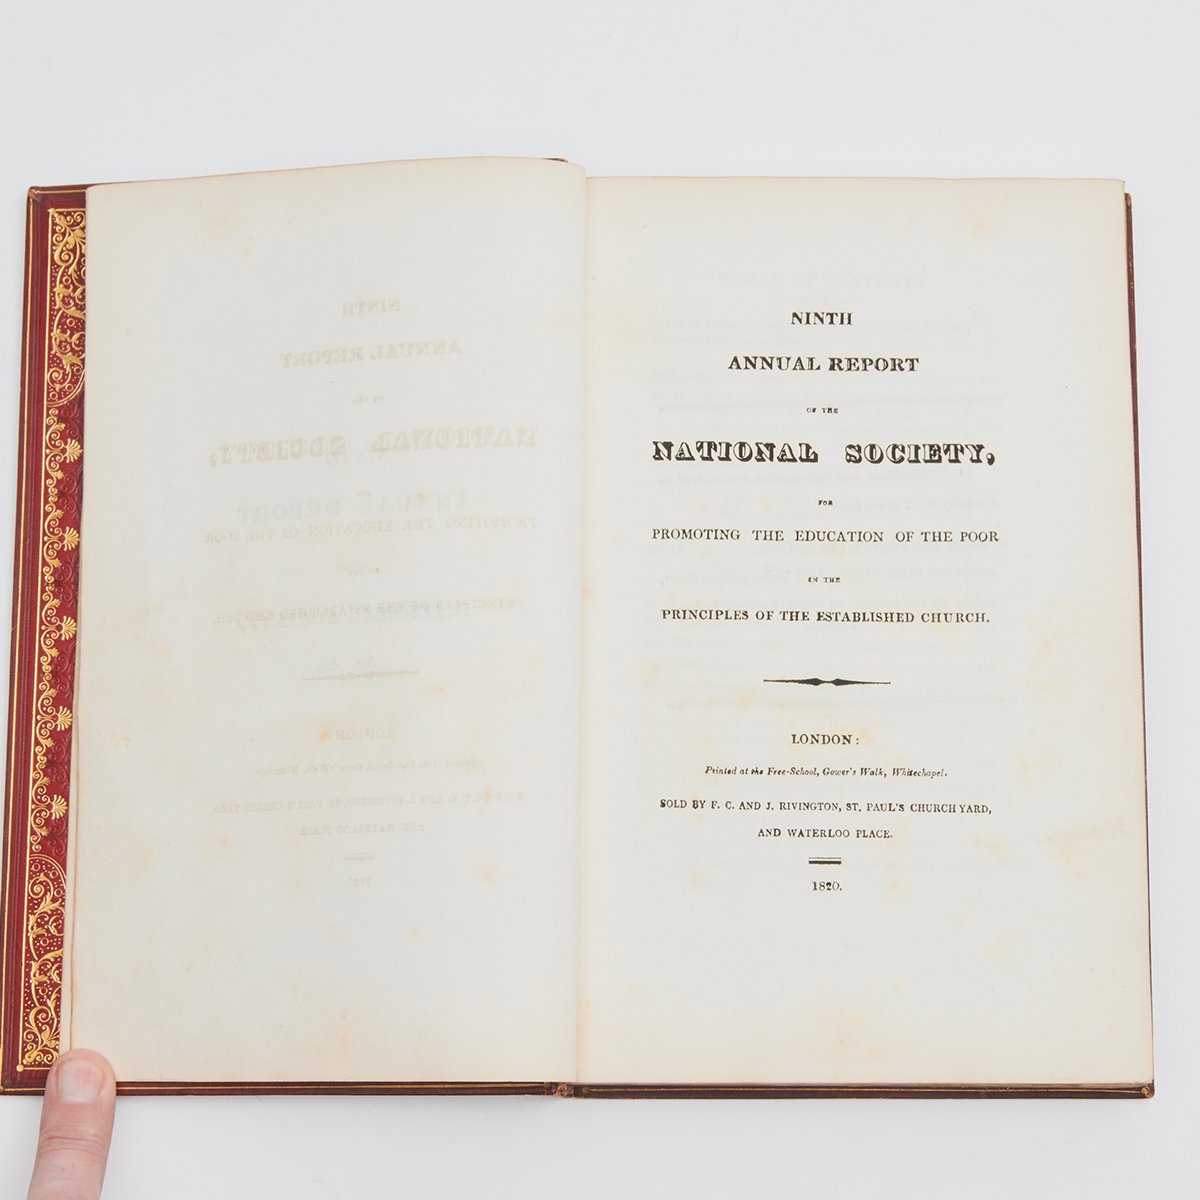 NINTH
ANNUAL REPORT
OF THE
NATIONAL SOCIETY,
FOR
PROMOTING THE EDUCATION OF THE POOR
IN THE
PRINCIPLES OF THE ESTABLISHED CHURCH.
LONDON:
Printed at the Free-School, Gower's Walk, Whitechapel.
SOLD BY F. C. AND J. RIVINGTON, ST. PAUL'S CHURCH YARD,
AND WATERLOO PLACE.
1820.